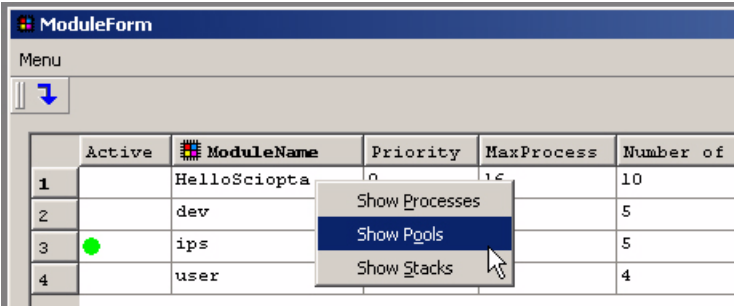 ModuleForm
Menu
Active ModuleName Priority MaxProcess Number of
1 HelloSciopta 0 16 10
2 dev 5
3 ips 5
4 user 4
Show Processes
Show Pools
Show Stacks